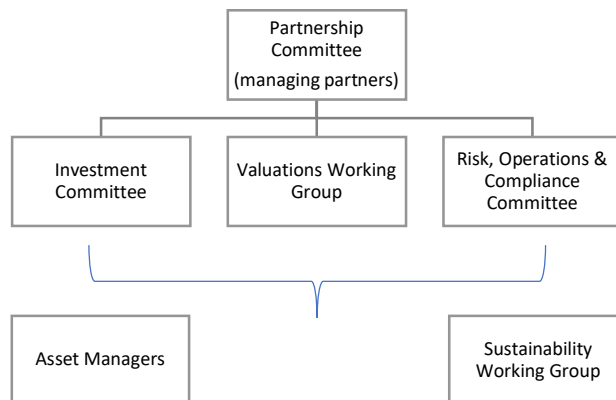 Partnership
Committee
(managing partners)
Investment
Committee
Valuations Working
Group
Risk, Operations &
Compliance
Committee
Asset Managers
Sustainability
Working Group